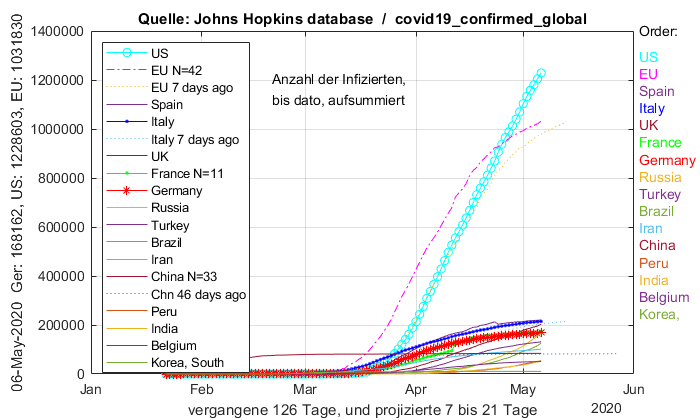 Quelle: Johns Hopkins database / covid19_confirmed_global
06-May-2020 Ger: 168162, US: 1228603, EU: 1031830
1400000
1200000
1000000
800000
600000
400000
200000
0
US
EU N=42
EU 7 days ago
Spain
Italy
Italy 7 days ago
UK
France N=11
Germany
Russia
Turkey
Brazil
Iran
China N=33
Chn 46 days ago
Peru
India
Belgium
Korea, South
Anzahl der Infizierten,
bis dato, aufsummiert
Order:
US
EU
Spain
Italy
UK
France
Germany
Russia
Turkey
Brazil
Iran
China
Peru
India
Belgium
Korea,
Jan Feb Mar Apr May Jun
vergangene 126 Tage, und projizierte 7 bis 21 Tage
2020